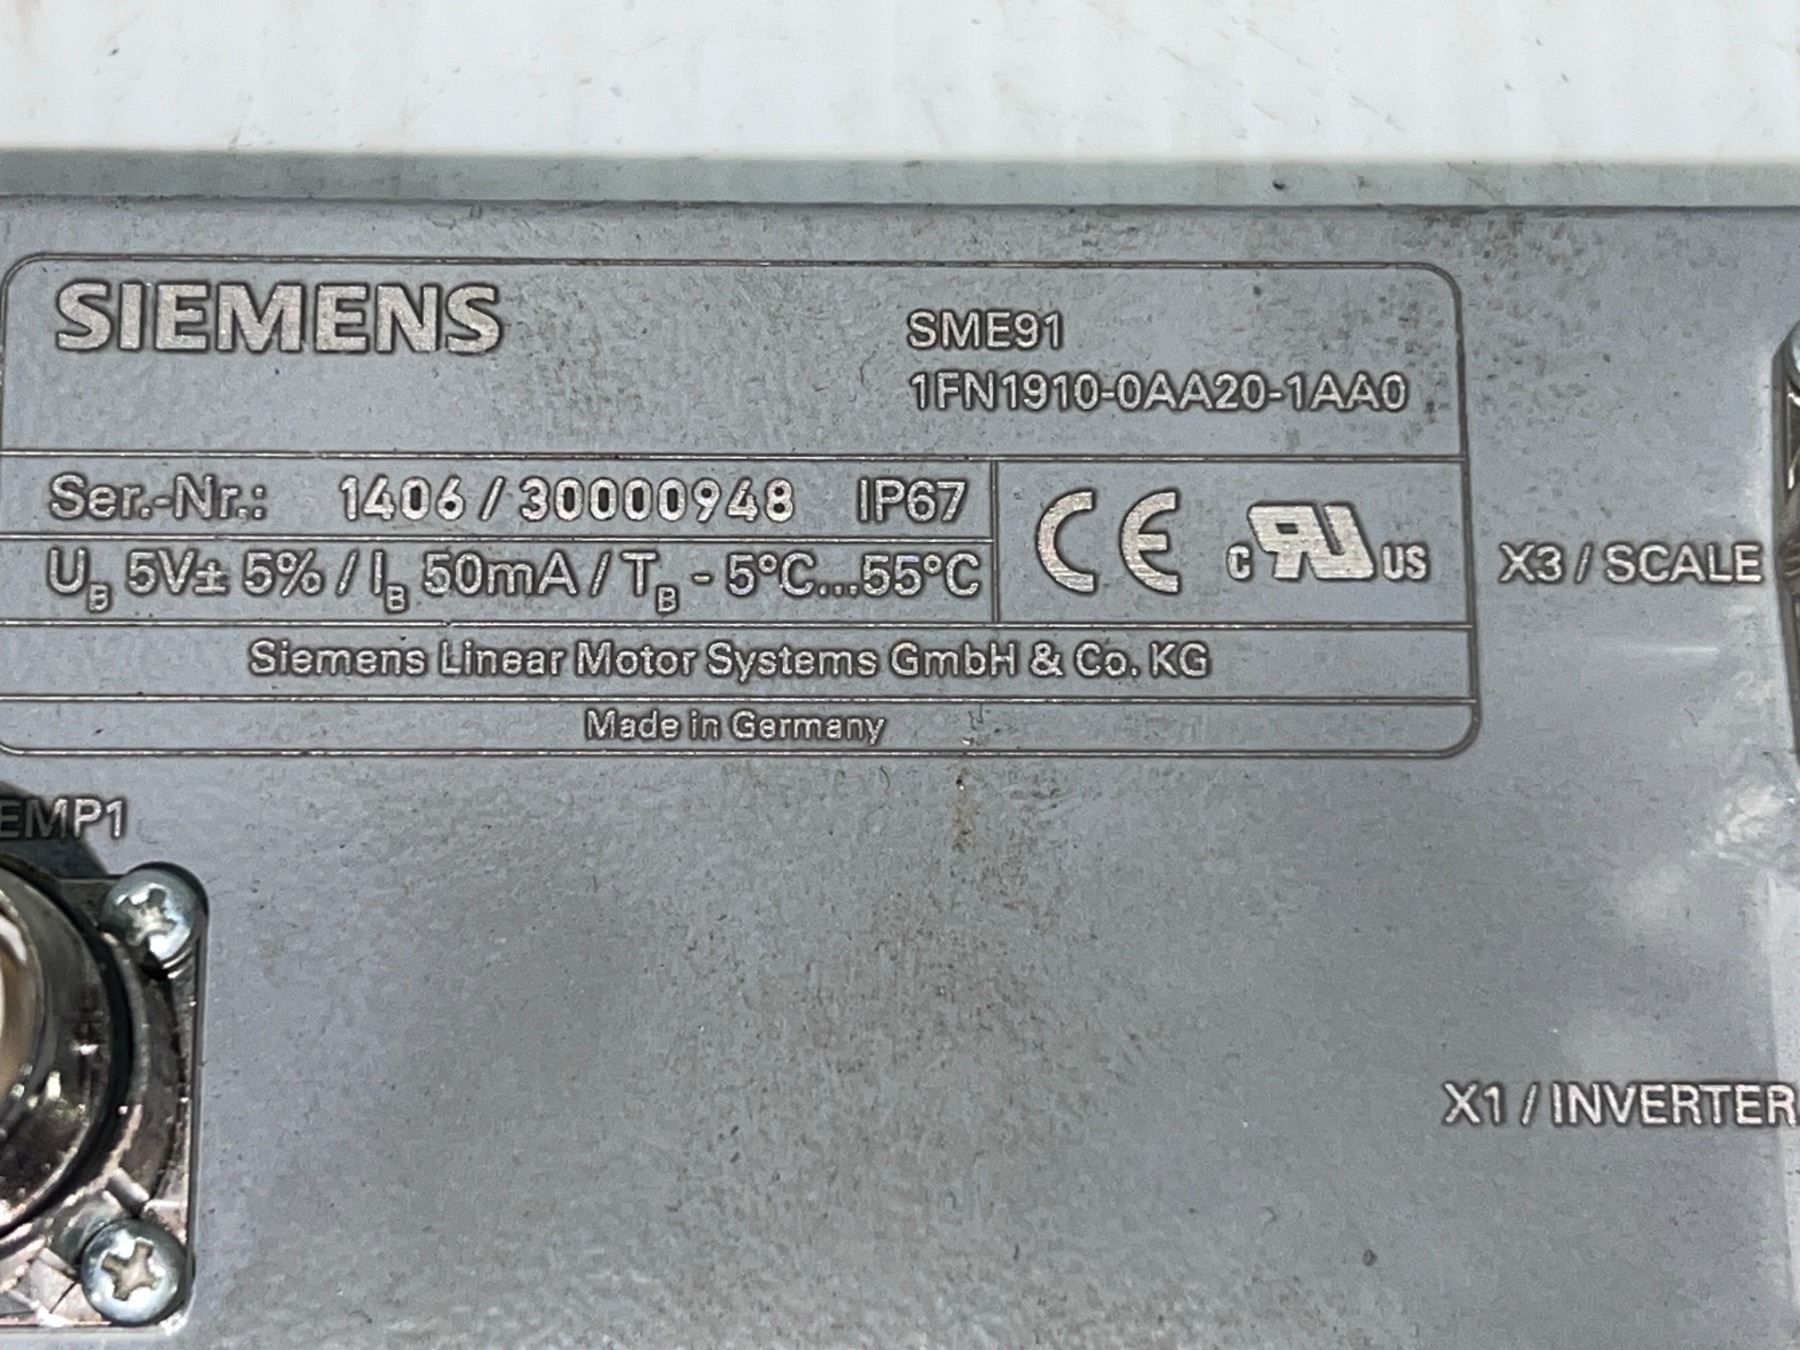 SIEMENS
SME91
1FN1910-0AA20-1AA0
Ser.-Nr.: 1406 / 30000948 IP67
UB 5V± 5% / IB 50mA / TB - 5°C...55°C
CE
C RU US
Siemens Linear Motor Systems GmbH & Co. KG
Made in Germany
X3 / SCALE
EMP1
X1 / INVERTER